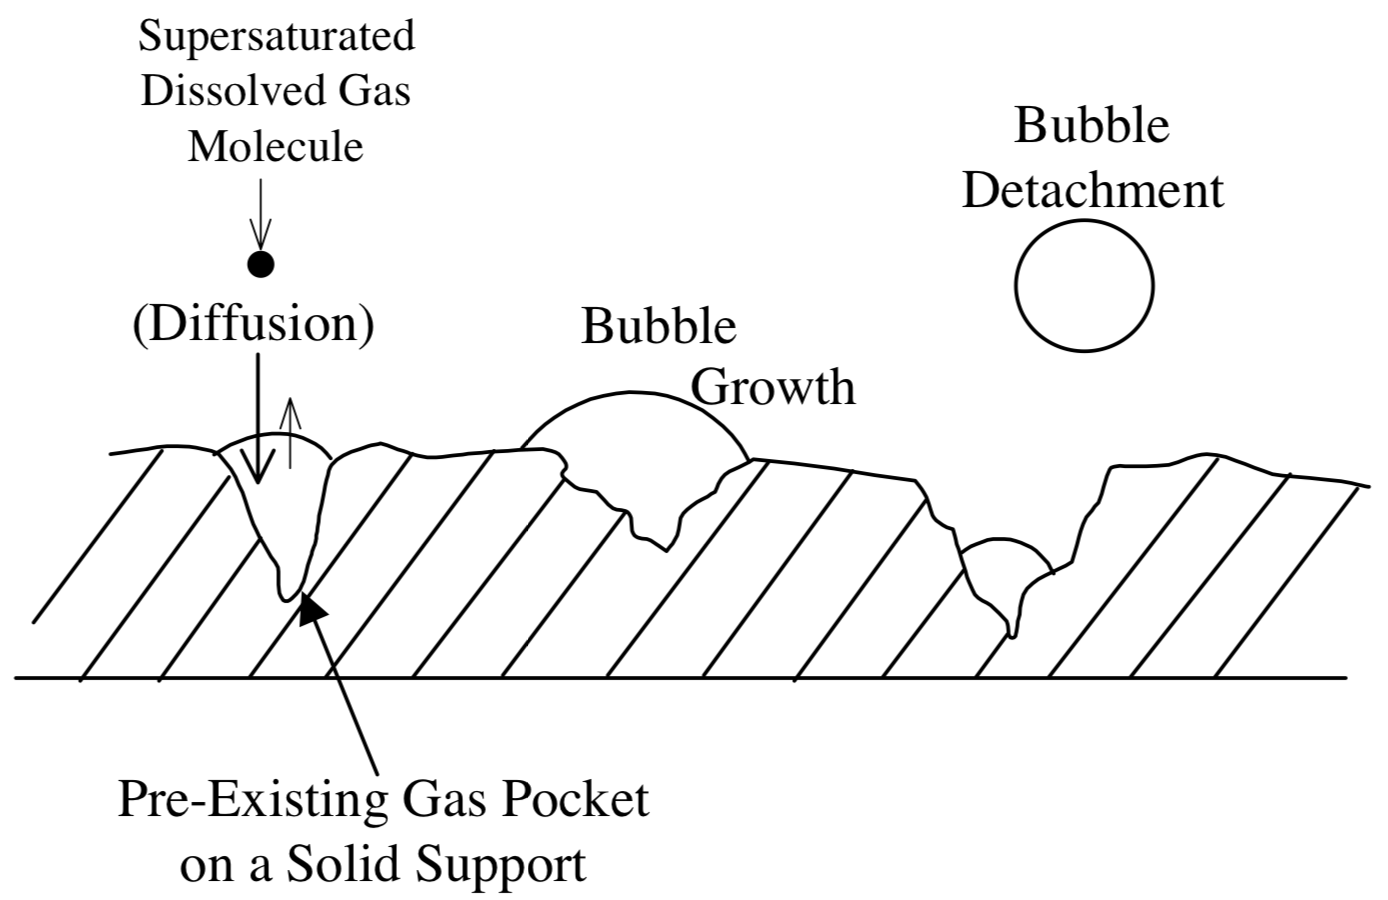 Supersaturated
Dissolved Gas
Molecule
(Diffusion)
Bubble
Growth
Bubble
Detachment
Pre-Existing Gas Pocket
on a Solid Support